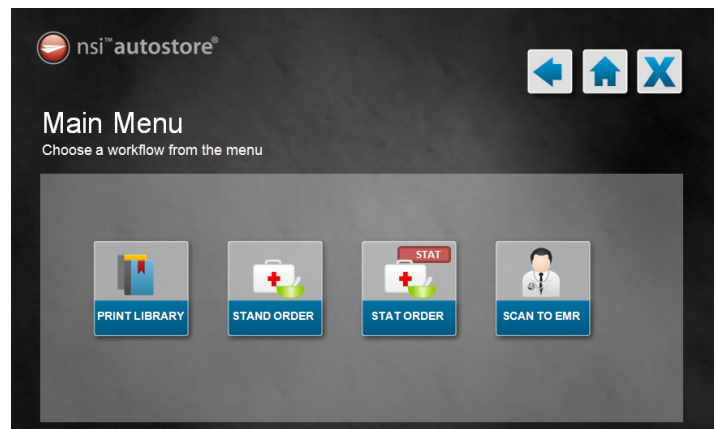 nsi™autostore®
Main Menu
Choose a workflow from the menu
STAT
PRINT LIBRARY
STAND ORDER
STAT ORDER
SCAN TO EMR